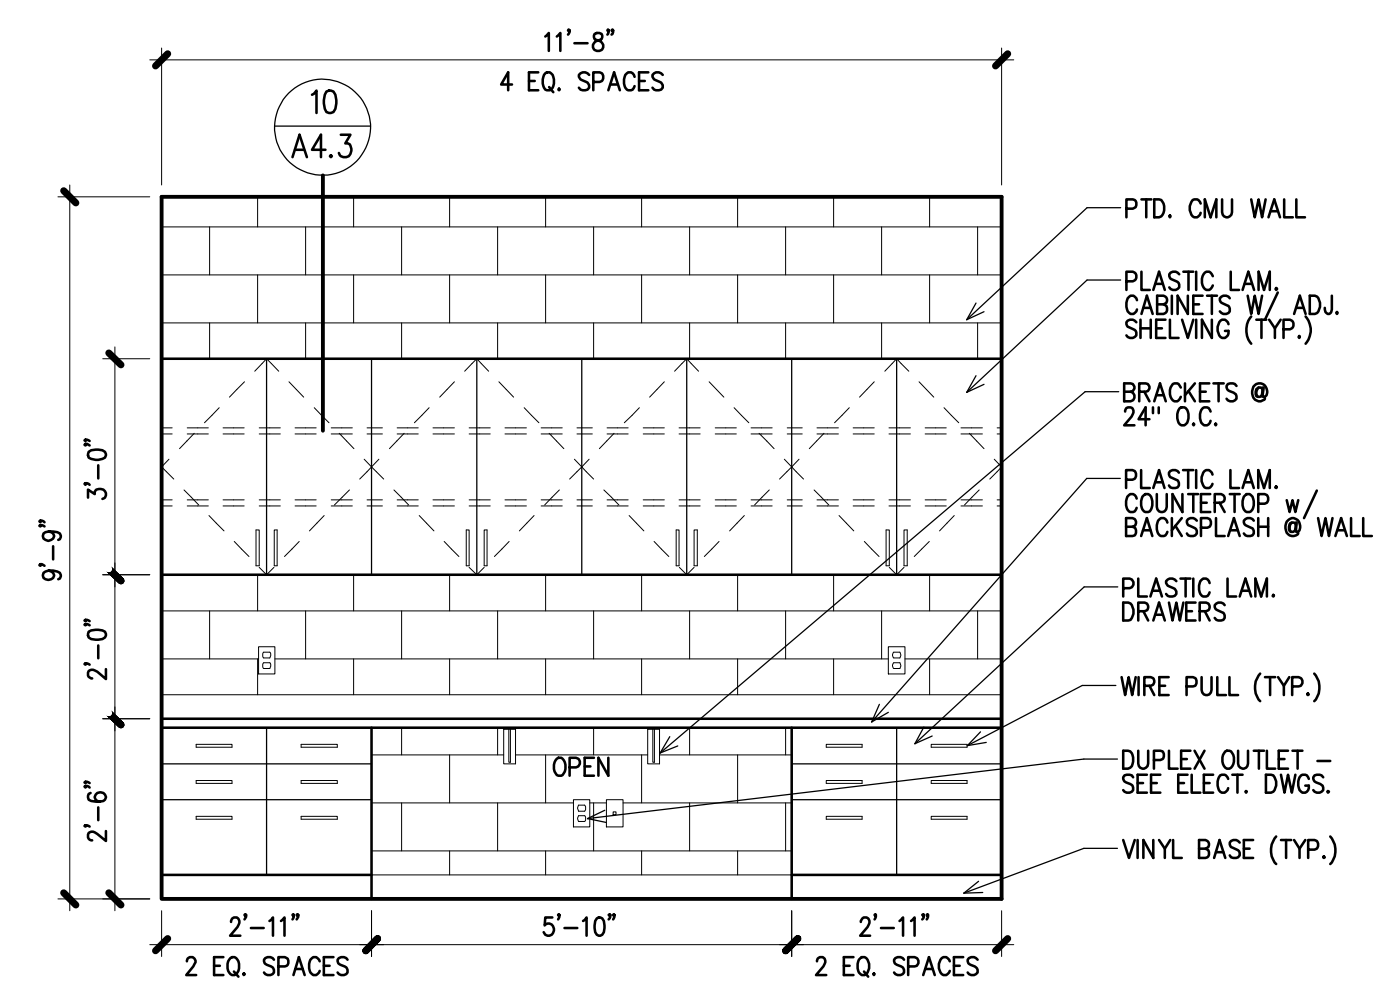 11'-8"
4 EQ. SPACES
10
A4.3
PTD. CMU WALL
PLASTIC LAM.
CABINETS W/ ADJ.
SHELVING (TYP.)
BRACKETS @
24" O.C.
PLASTIC LAM.
COUNTERTOP w/
BACKSPLASH @ WALL
PLASTIC LAM.
DRAWERS
WIRE PULL (TYP.)
DUPLEX OUTLET –
SEE ELECT. DWGS.
VINYL BASE (TYP.)
9'-9"
3'-0"
2'-0"
2'-6"
OPEN
2'-11"
2 EQ. SPACES
5'-10"
2'-11"
2 EQ. SPACES